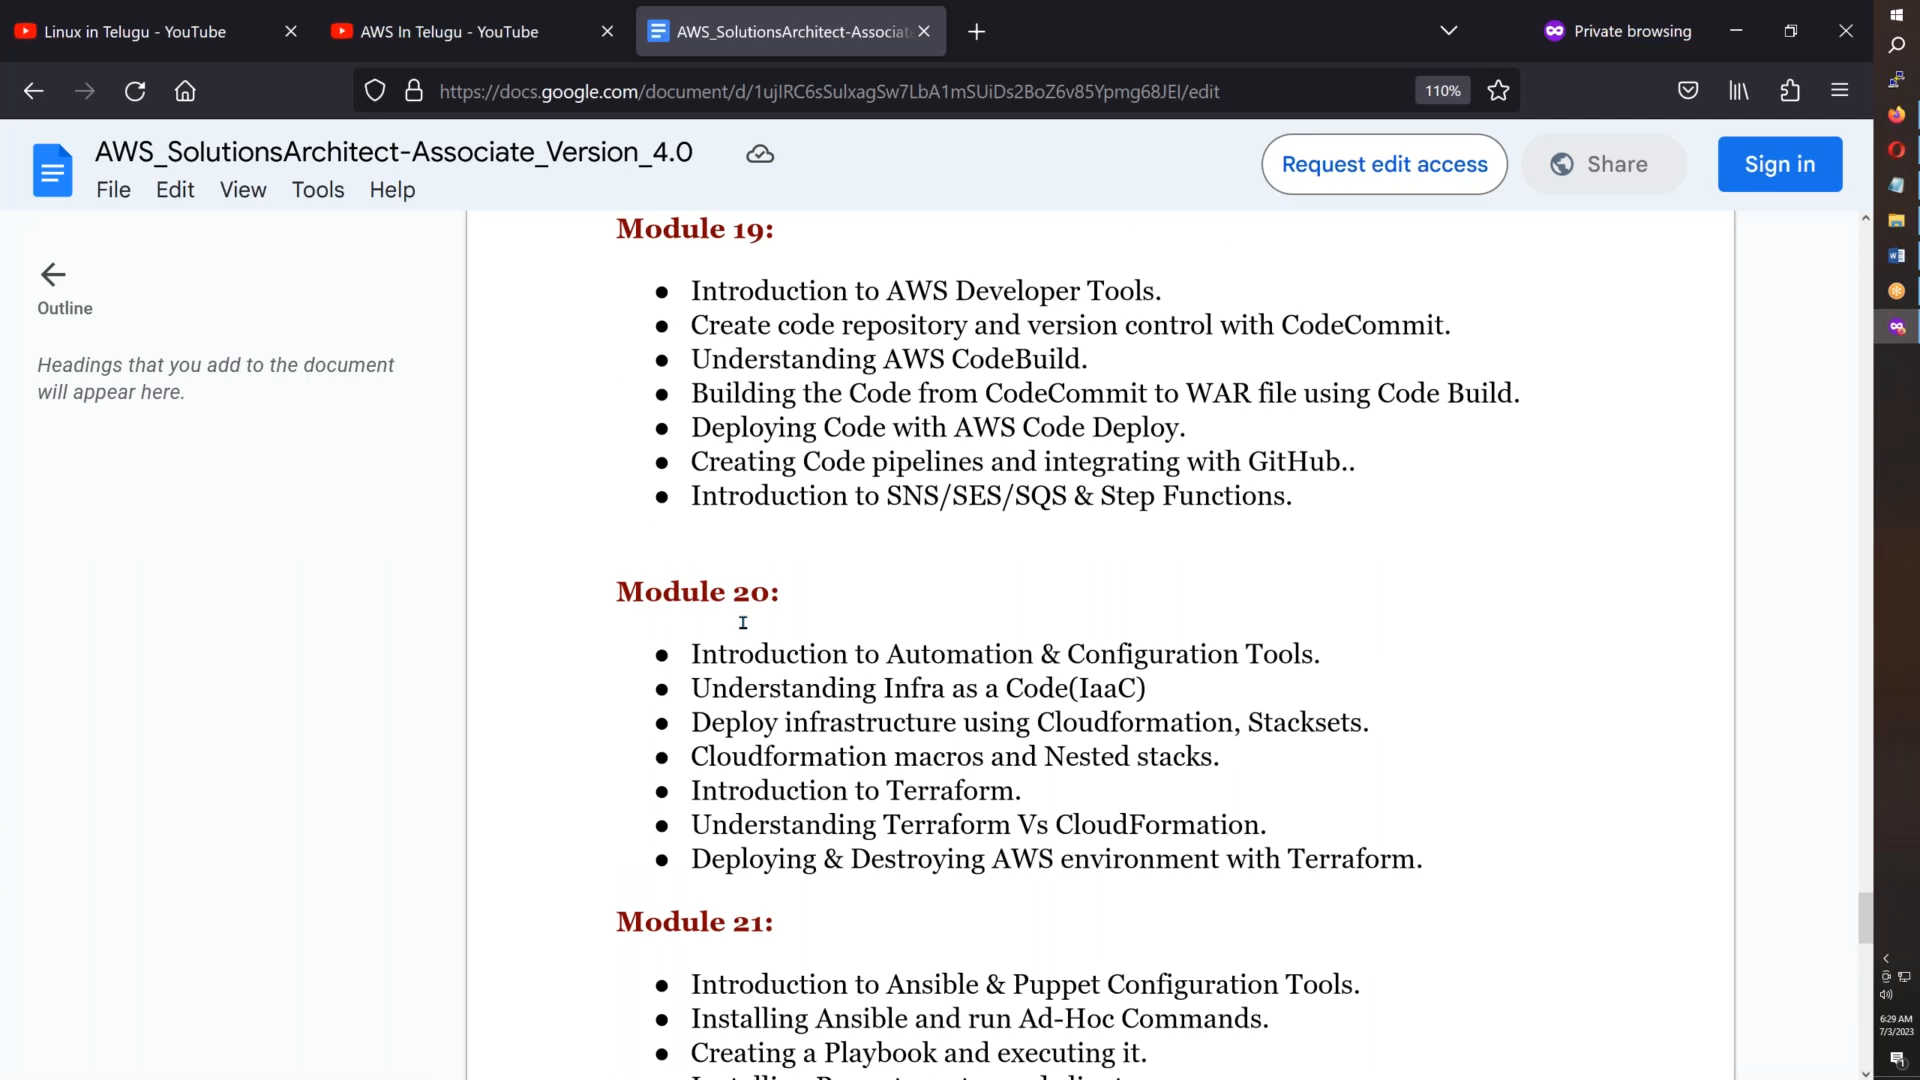 Linux in Telugu - YouTube
AWS In Telugu - YouTube
AWS_SolutionsArchitect-Associat
Private browsing
https://docs.google.com/document/d/1ujIRC6sSulxagSw7LbA1mSUiDs2BoZ6v85Ypmg68JEI/edit
110%
AWS_SolutionsArchitect-Associate_Version_4.0
File Edit View Tools Help
Request edit access
Share
Sign in
Outline
Headings that you add to the document
will appear here.
Module 19:
● Introduction to AWS Developer Tools.
● Create code repository and version control with CodeCommit.
● Understanding AWS CodeBuild.
● Building the Code from CodeCommit to WAR file using Code Build.
● Deploying Code with AWS Code Deploy.
● Creating Code pipelines and integrating with GitHub..
● Introduction to SNS/SES/SQS & Step Functions.
Module 20:
● Introduction to Automation & Configuration Tools.
● Understanding Infra as a Code(IaaC)
● Deploy infrastructure using Cloudformation, Stacksets.
● Cloudformation macros and Nested stacks.
● Introduction to Terraform.
● Understanding Terraform Vs CloudFormation.
● Deploying & Destroying AWS environment with Terraform.
Module 21:
● Introduction to Ansible & Puppet Configuration Tools.
● Installing Ansible and run Ad-Hoc Commands.
● Creating a Playbook and executing it.
6:29 AM
7/3/2023